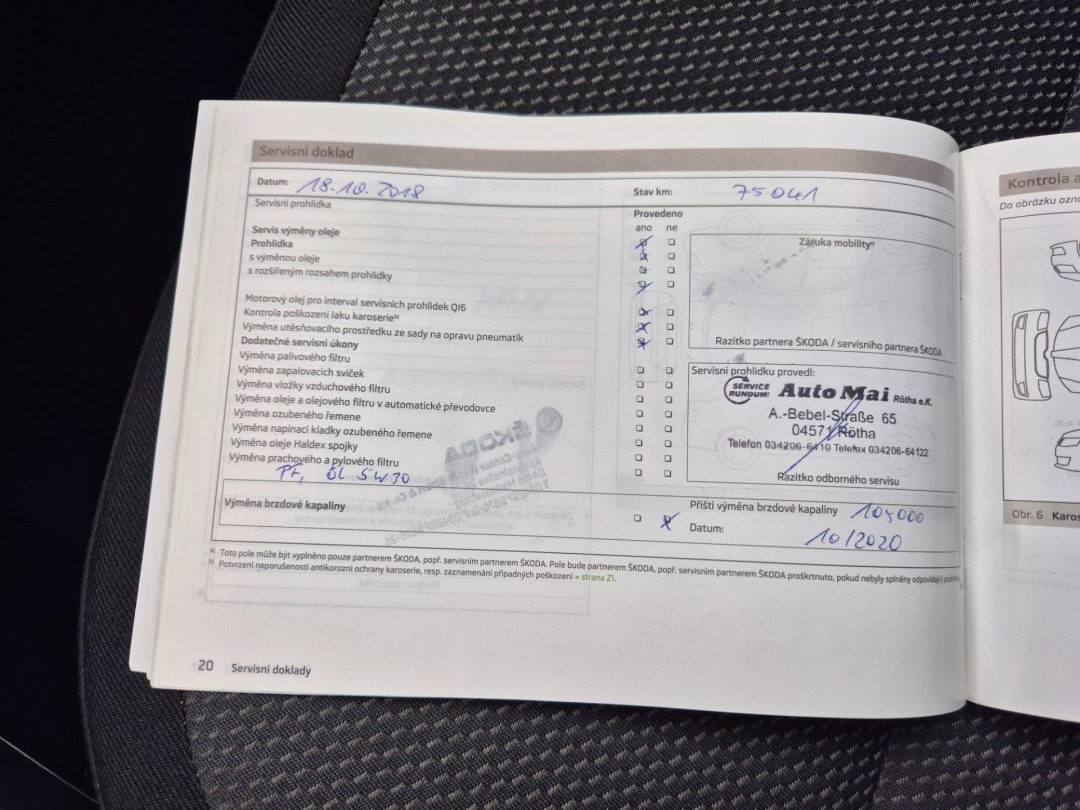 Servisní doklad
Datum: 18.10.2018
Stav km: 75041
Servisní prohlídka
Provedeno
ano ne
Servis výměny oleje
Prohlídka
s výměnou oleje
s rozšířeným rozsahem prohlídky
Motorový olej pro interval servisních prohlídek QI6
Kontrola poškození laku karoserie b)
Výměna utěsňovacího prostředku ze sady na opravu pneumatik
Dodatečné servisní úkony
Výměna palivového filtru
Výměna zapalovacích svíček
Výměna vložky vzduchového filtru
Výměna oleje a olejového filtru v automatické převodovce
Výměna ozubeného řemene
Výměna napínací kladky ozubeného řemene
Výměna oleje Haldex spojky
Výměna prachového a pylového filtru
PF, ÖL 5W30
Záruka mobility a)
Razítko partnera ŠKODA / servisního partnera ŠKODA
Servisní prohlídku provedl:
SERVICE RUNDUM! Auto Mai Rötha e.K.
A.-Bebel-Straße 65
04571 Rötha
Telefon 034206-6410 Telefax 034206-64122
Razítko odborného servisu
Výměna brzdové kapaliny
Příští výměna brzdové kapaliny 105000
Datum: 10/2020
a) Toto pole může být vyplněno pouze partnerem ŠKODA, popř. servisním partnerem ŠKODA. Pole bude partnerem ŠKODA, popř. servisním partnerem ŠKODA proškrtnuto, pokud nebyly splněny odpovídající
b) Potvrzení neporušenosti antikorozní ochrany karoserie, resp. zaznamenání případných poškození » strana 21.
20 Servisní doklady
Kontrola a
Do obrázku ozna
Obr. 6 Karos